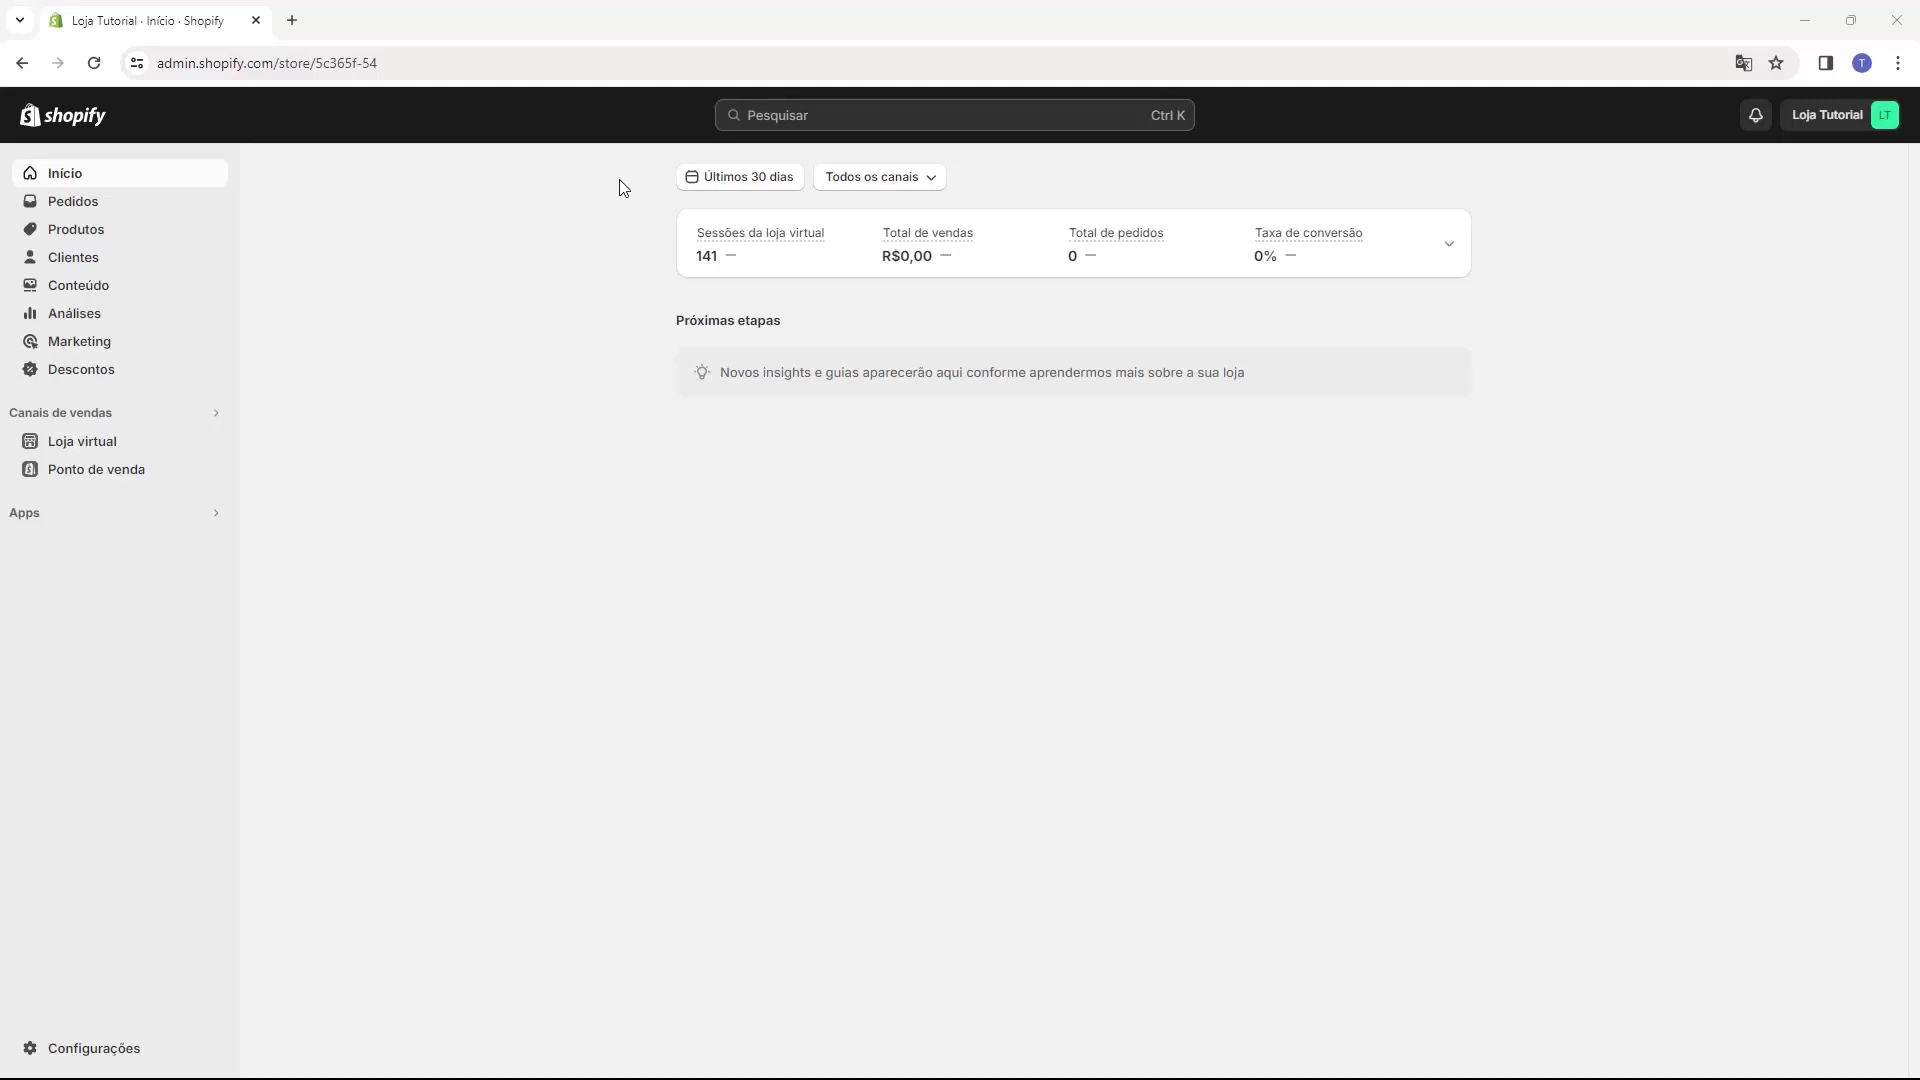 Loja Tutorial · Início · Shopify
admin.shopify.com/store/5c365f-54
T
shopify
Pesquisar
Ctrl K
Loja Tutorial
LT
Início
Pedidos
Produtos
Clientes
Conteúdo
Análises
Marketing
Descontos
Canais de vendas
Loja virtual
Ponto de venda
Apps
Configurações
Últimos 30 dias
Todos os canais
Sessões da loja virtual
141 —
Total de vendas
R$0,00 —
Total de pedidos
0 —
Taxa de conversão
0% —
Próximas etapas
Novos insights e guias aparecerão aqui conforme aprendermos mais sobre a sua loja